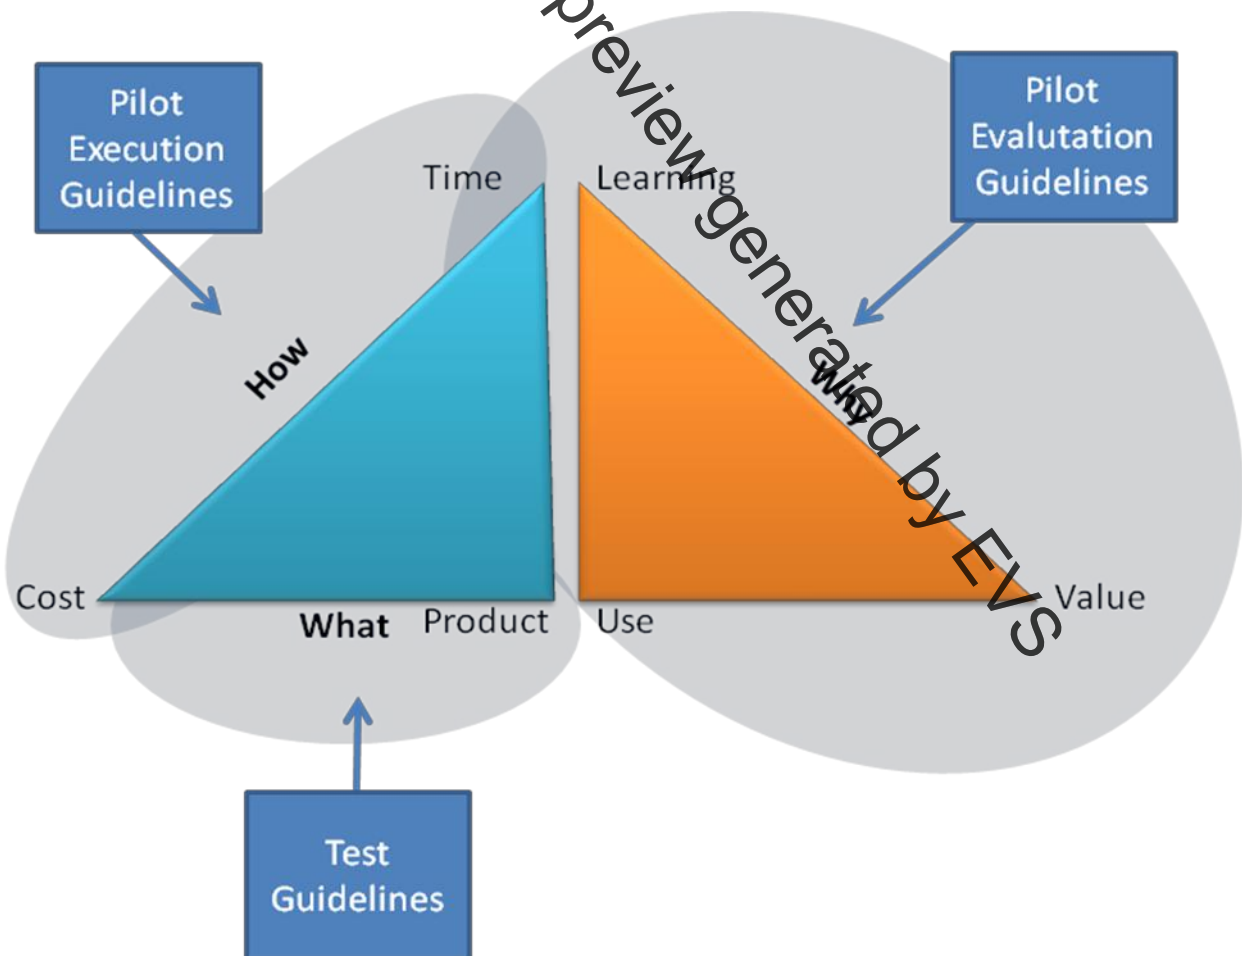 Pilot
Execution
Guidelines
Pilot
Evalutation
Guidelines
Time
Learning
How
Why
Cost
What
Product
Use
Value
Test
Guidelines
preview generated by EVS